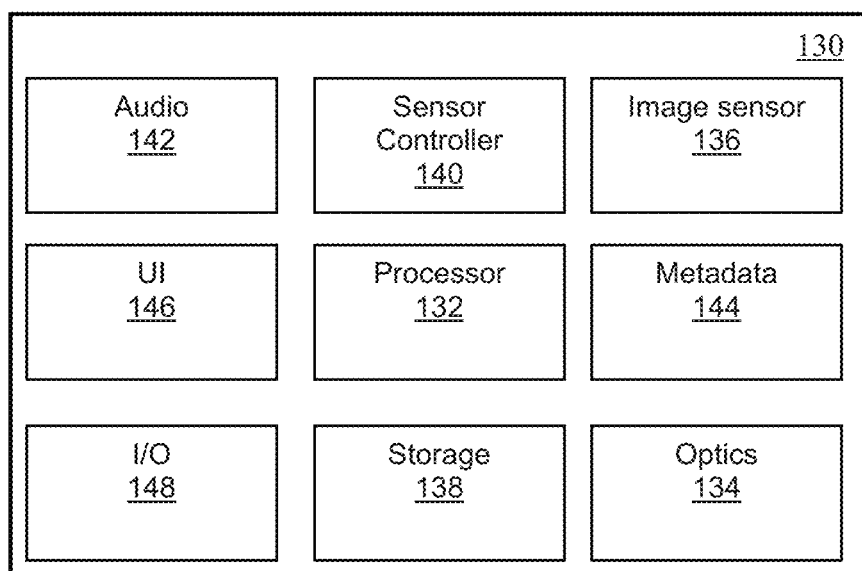 130
Audio
142
Sensor
Controller
140
Image sensor
136
UI
146
Processor
132
Metadata
144
I/O
148
Storage
138
Optics
134